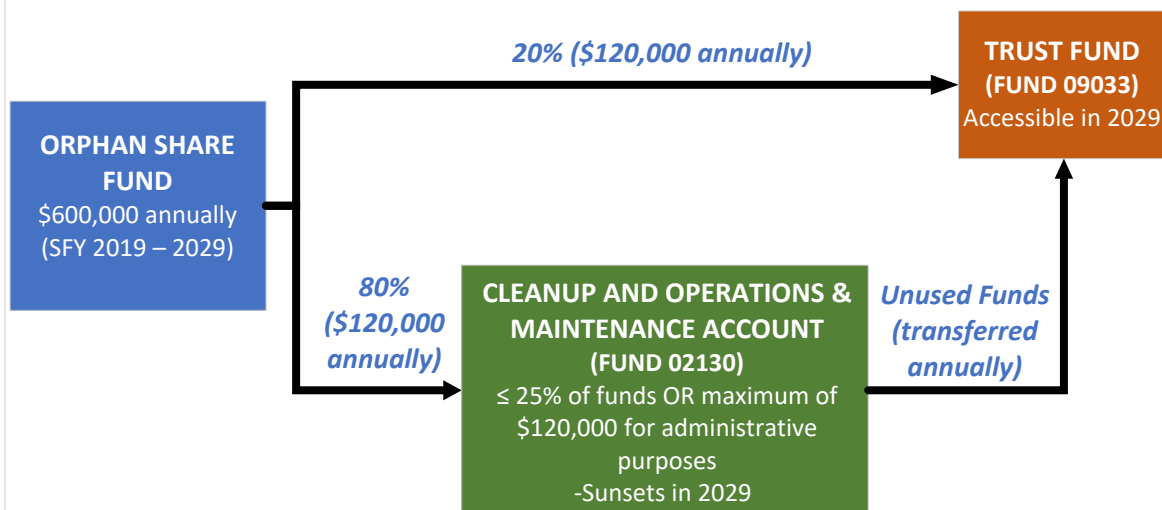 20% ($120,000 annually)
TRUST FUND
(FUND 09033)
Accessible in 2029
ORPHAN SHARE
FUND
$600,000 annually
(SFY 2019 – 2029)
80%
($120,000
annually)
CLEANUP AND OPERATIONS &
MAINTENANCE ACCOUNT
(FUND 02130)
≤ 25% of funds OR maximum of
$120,000 for administrative
purposes
-Sunsets in 2029
Unused Funds
(transferred
annually)